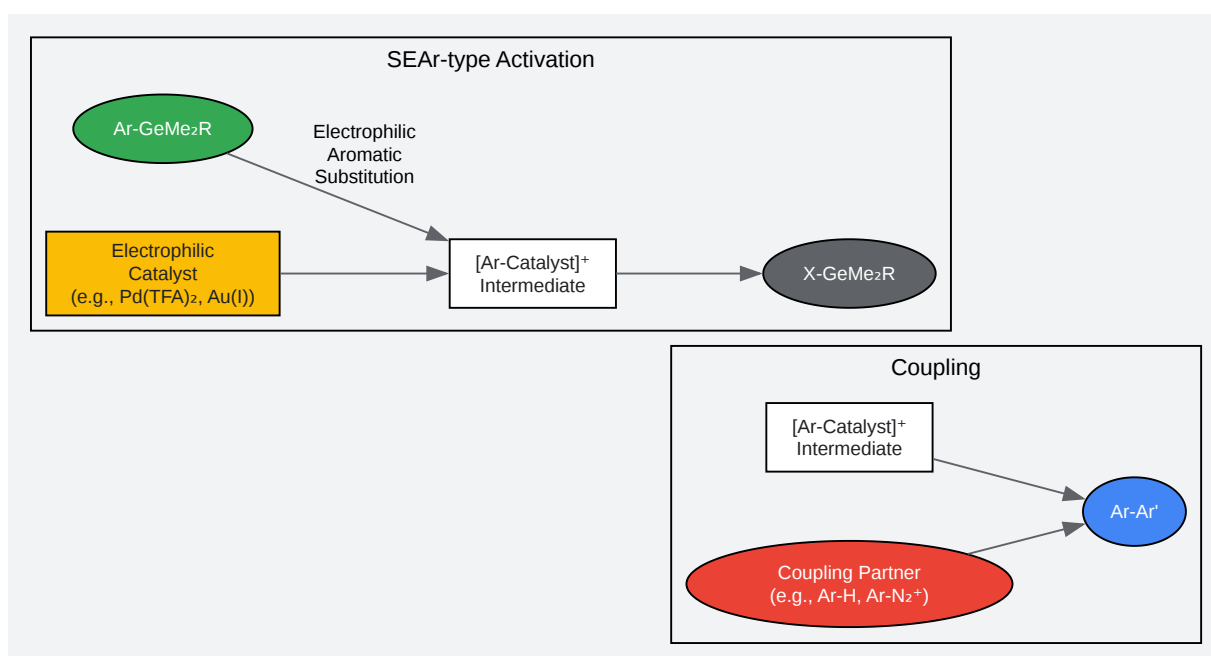 SEAr-type Activation
Ar-GeMe₂R
Electrophilic
Aromatic
Substitution
Electrophilic
Catalyst
(e.g., Pd(TFA)₂, Au(I))
[Ar-Catalyst]⁺
Intermediate
X-GeMe₂R
Coupling
[Ar-Catalyst]⁺
Intermediate
Ar-Ar'
Coupling Partner
(e.g., Ar-H, Ar-N₂⁺)